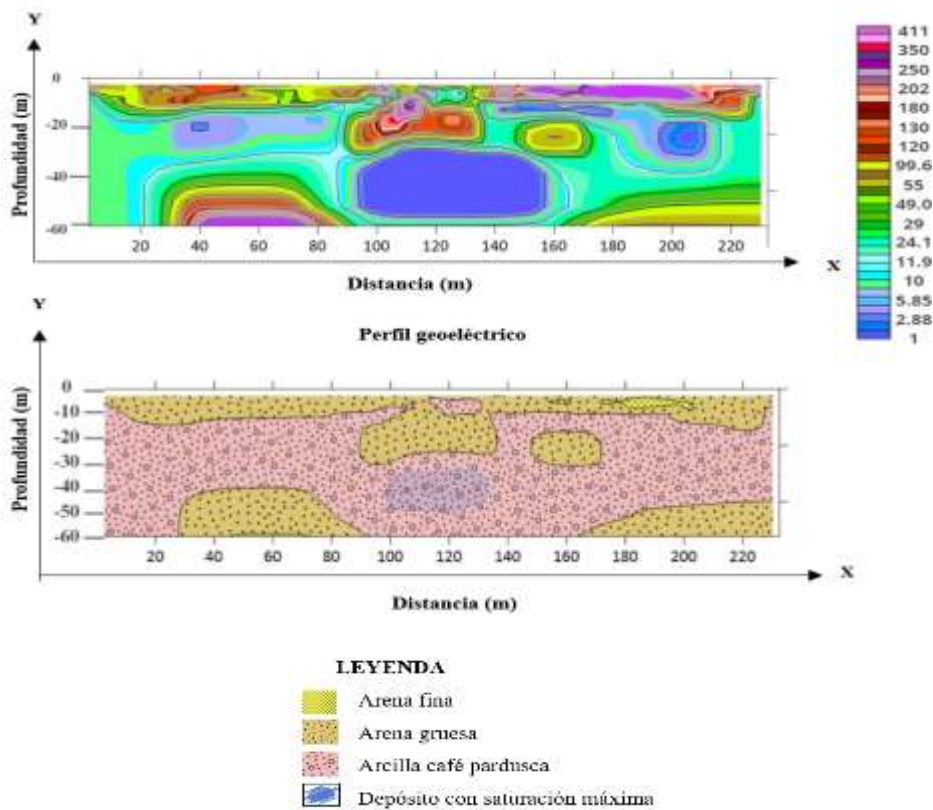 Y
411
350
250
202
180
130
120
99.6
55
49.0
29
24.1
11.9
10
5.85
2.88
1
Profundidad (m)
0
-20
-40
-60
20 40 60 80 100 120 140 160 180 200 220
X
Distancia (m)
Y
Perfil geoeléctrico
Profundidad (m)
0
-10
-20
-30
-40
-50
-60
20 40 60 80 100 120 140 160 180 200 220
X
Distancia (m)
LEYENDA
Arena fina
Arena gruesa
Arcilla café pardusca
Depósito con saturación máxima